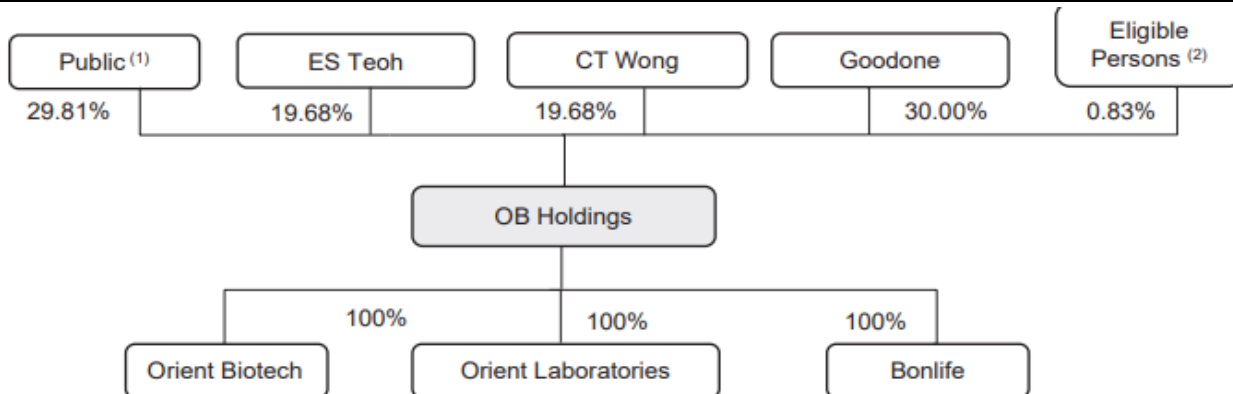 Public (1)
ES Teoh
CT Wong
Goodone
Eligible
Persons (2)
29.81%
19.68%
19.68%
30.00%
0.83%
OB Holdings
100%
100%
100%
Orient Biotech
Orient Laboratories
Bonlife